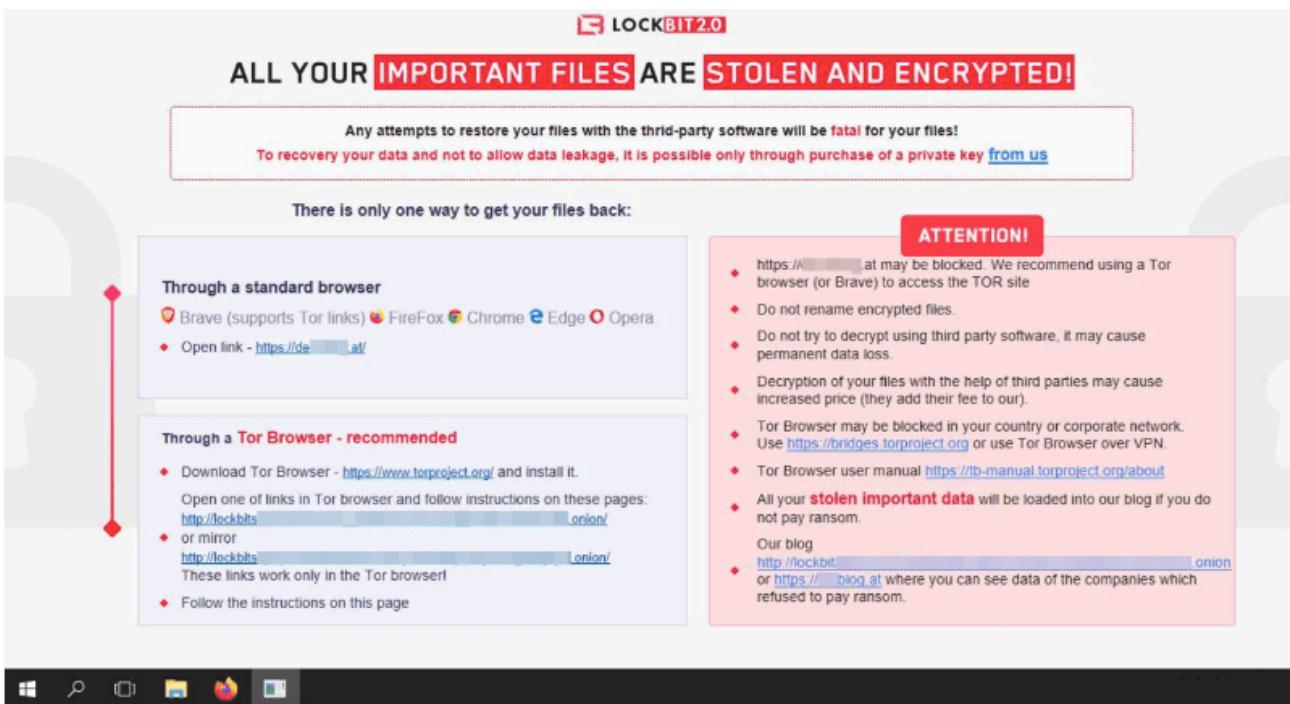 LOCKBIT 2.0
ALL YOUR IMPORTANT FILES ARE STOLEN AND ENCRYPTED!
Any attempts to restore your files with the thrid-party software will be fatal for your files!
To recovery your data and not to allow data leakage, it is possible only through purchase of a private key from us
There is only one way to get your files back:
Through a standard browser
Brave (supports Tor links) FireFox Chrome Edge Opera
Open link - https://de .at/
Through a Tor Browser - recommended
Download Tor Browser - https://www.torproject.org/ and install it.
Open one of links in Tor browser and follow instructions on these pages:
http://lockbits .onion/
or mirror
http://lockbits .onion/
These links work only in the Tor browser!
Follow the instructions on this page
ATTENTION!
https:// .at may be blocked. We recommend using a Tor
browser (or Brave) to access the TOR site
Do not rename encrypted files.
Do not try to decrypt using third party software, it may cause
permanent data loss.
Decryption of your files with the help of third parties may cause
increased price (they add their fee to our).
Tor Browser may be blocked in your country or corporate network.
Use https://bridges.torproject.org or use Tor Browser over VPN.
Tor Browser user manual https://tb-manual.torproject.org/about
All your stolen important data will be loaded into our blog if you do
not pay ransom.
Our blog
http://lockbit .onion
or https:// blog.at where you can see data of the companies which
refused to pay ransom.